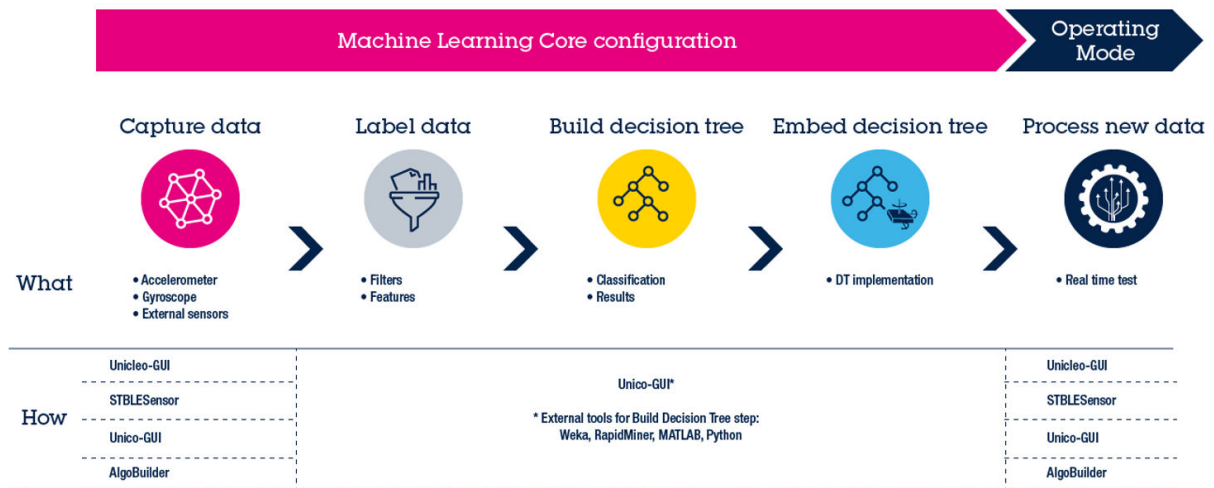 Machine Learning Core configuration
Operating
Mode
Capture data
Label data
Build decision tree
Embed decision tree
Process new data
What
• Accelerometer
• Gyroscope
• External sensors
• Filters
• Features
• Classification
• Results
• DT implementation
• Real time test
How
Unicleo-GUI
STBLESensor
Unico-GUI
AlgoBuilder
Unico-GUI*
* External tools for Build Decision Tree step:
Weka, RapidMiner, MATLAB, Python
Unicleo-GUI
STBLESensor
Unico-GUI
AlgoBuilder